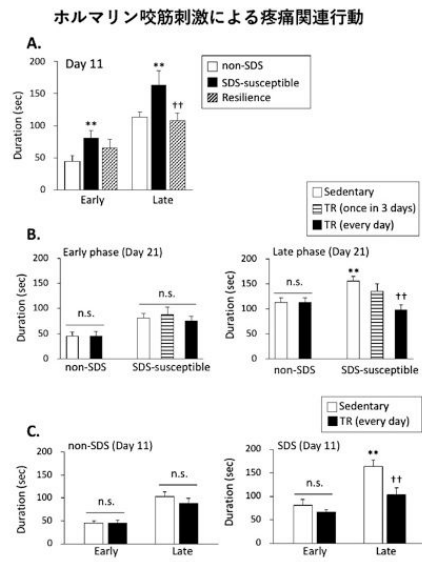 ホルマリン咬筋刺激による疼痛関連行動
A.
Day 11
non-SDS
SDS-susceptible
Resilience
Duration (sec)
200
150
100
50
0
**
**
††
Early
Late
Sedentary
TR (once in 3 days)
TR (every day)
B.
Early phase (Day 21)
Duration (sec)
200
150
100
50
0
n.s.
n.s.
non-SDS
SDS-susceptible
Late phase (Day 21)
Duration (sec)
200
150
100
50
0
n.s.
**
††
non-SDS
SDS-susceptible
Sedentary
TR (every day)
C.
non-SDS (Day 11)
Duration (sec)
200
150
100
50
0
n.s.
n.s.
Early
Late
SDS (Day 11)
Duration (sec)
200
150
100
50
0
n.s.
**
††
Early
Late